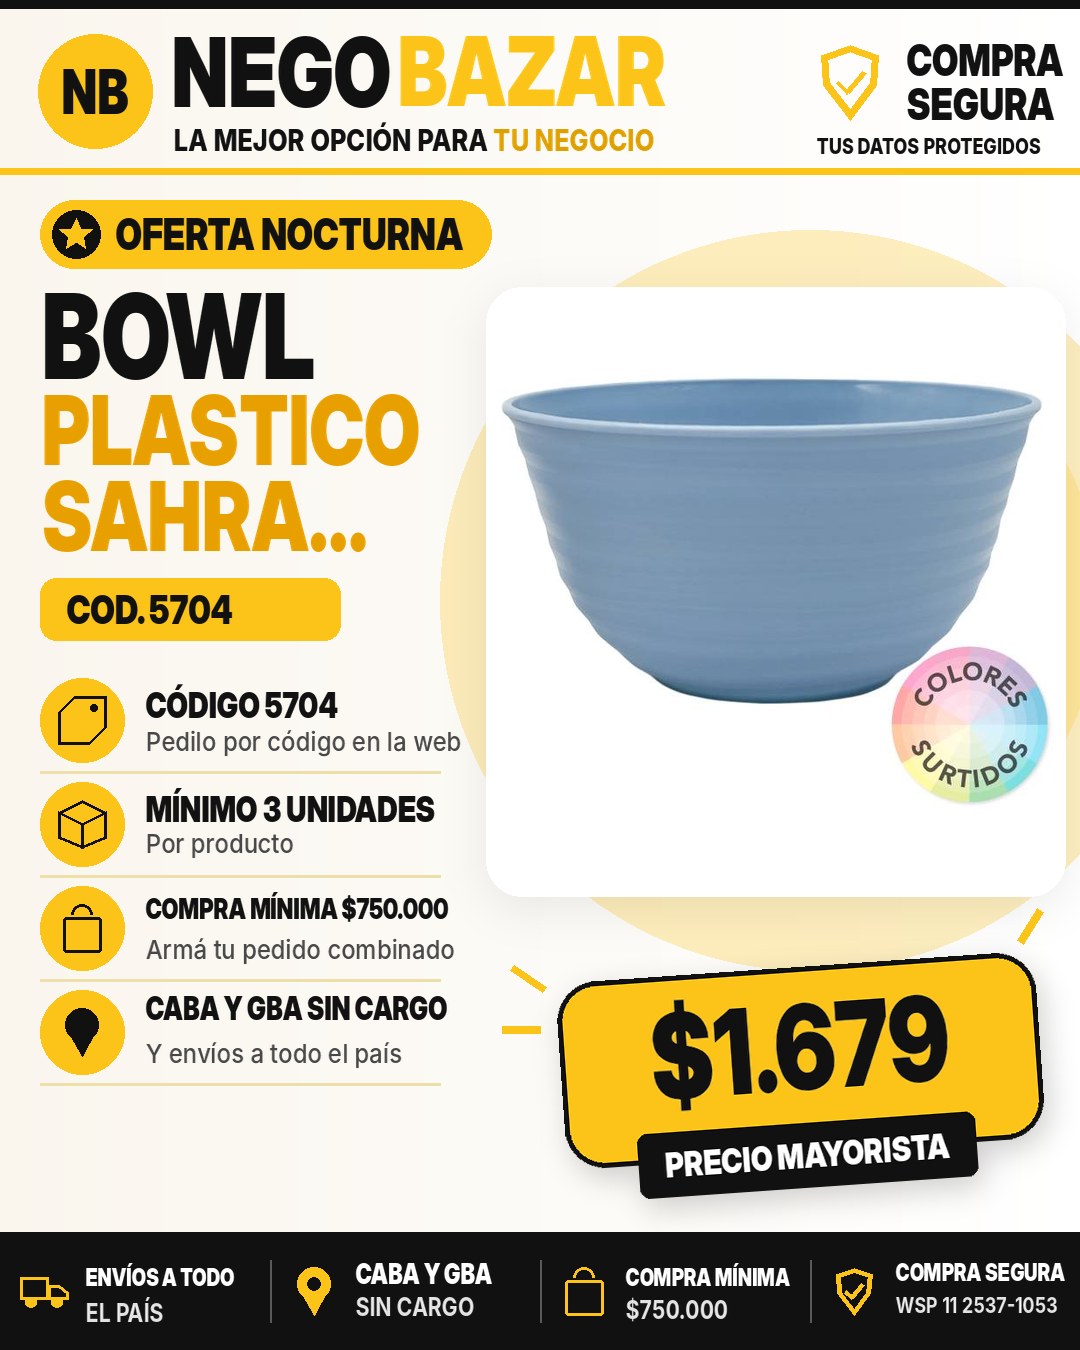 NB
NEGO BAZAR
LA MEJOR OPCIÓN PARA TU NEGOCIO
COMPRA
SEGURA
TUS DATOS PROTEGIDOS
OFERTA NOCTURNA
BOWL
PLASTICO
SAHRA...
COD. 5704
CÓDIGO 5704
Pedilo por código en la web
MÍNIMO 3 UNIDADES
Por producto
COMPRA MÍNIMA $750.000
Armá tu pedido combinado
CABA Y GBA SIN CARGO
Y envíos a todo el país
COLORES
SURTIDOS
$1.679
PRECIO MAYORISTA
ENVÍOS A TODO
EL PAÍS
CABA Y GBA
SIN CARGO
COMPRA MÍNIMA
$750.000
COMPRA SEGURA
WSP 11 2537-1053